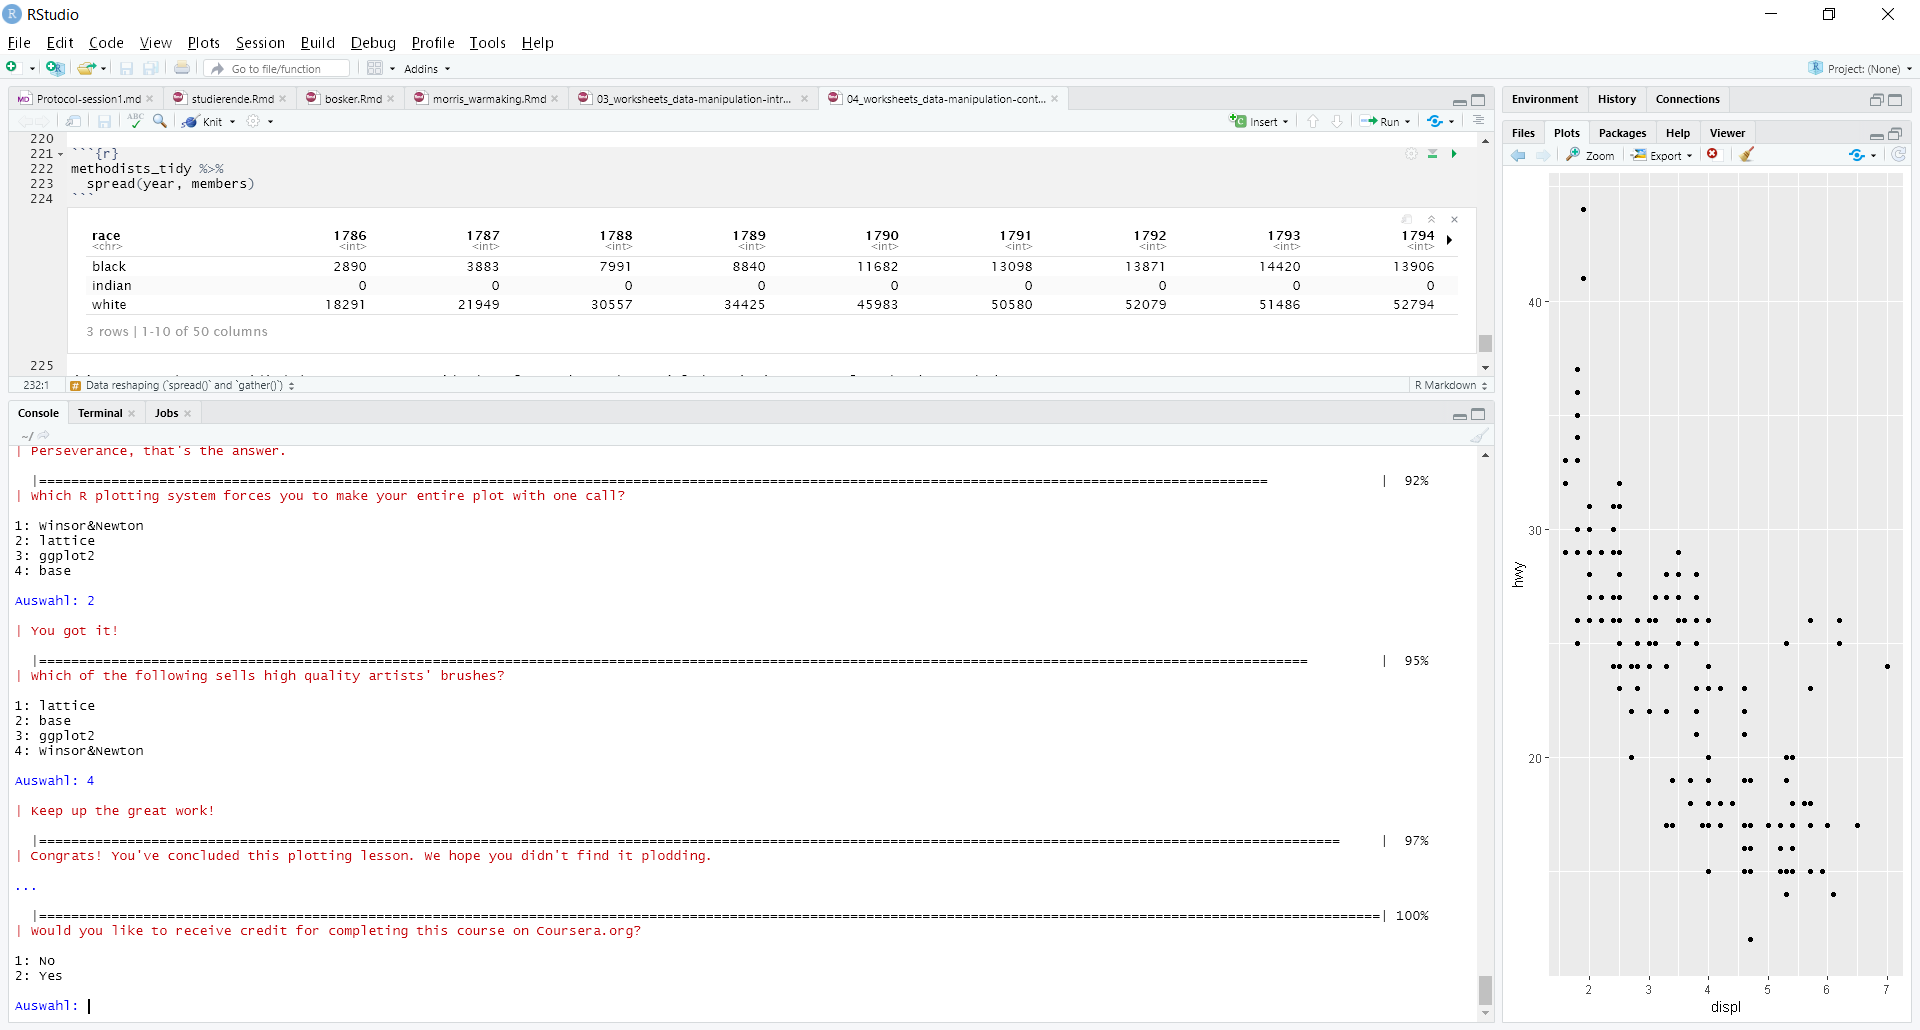 RStudio
File Edit Code View Plots Session Build Debug Profile Tools Help
Go to file/function Addins Project: (None)
Protocol-session1.md studierende.Rmd bosker.Rmd morris_warmaking.Rmd 03_worksheets_data-manipulation-intr... 04_worksheets_data-manipulation-cont...
ABC Knit Insert Run
220
221 ```{r}
222 methodists_tidy %>%
223 spread(year, members)
224 ```
race 1786 1787 1788 1789 1790 1791 1792 1793 1794
<chr> <int> <int> <int> <int> <int> <int> <int> <int> <int>
black 2890 3883 7991 8840 11682 13098 13871 14420 13906
indian 0 0 0 0 0 0 0 0 0
white 18291 21949 30557 34425 45983 50580 52079 51486 52794
3 rows | 1-10 of 50 columns
225
232:1 # Data reshaping (`spread()` and `gather()`) R Markdown
Console Terminal Jobs
~/
| Perseverance, that's the answer.
|==========================================================================================================================================================| | 92%
| Which R plotting system forces you to make your entire plot with one call?
1: Winsor&Newton
2: lattice
3: ggplot2
4: base
Auswahl: 2
| You got it!
|===============================================================================================================================================================| | 95%
| Which of the following sells high quality artists' brushes?
1: lattice
2: base
3: ggplot2
4: Winsor&Newton
Auswahl: 4
| Keep up the great work!
|===================================================================================================================================================================| | 97%
| Congrats! You've concluded this plotting lesson. We hope you didn't find it plodding.
...
|========================================================================================================================================================================| 100%
| Would you like to receive credit for completing this course on Coursera.org?
1: No
2: Yes
Auswahl:
Environment History Connections
Files Plots Packages Help Viewer
Zoom Export
40
30
hwy
20
2 3 4 5 6 7
displ